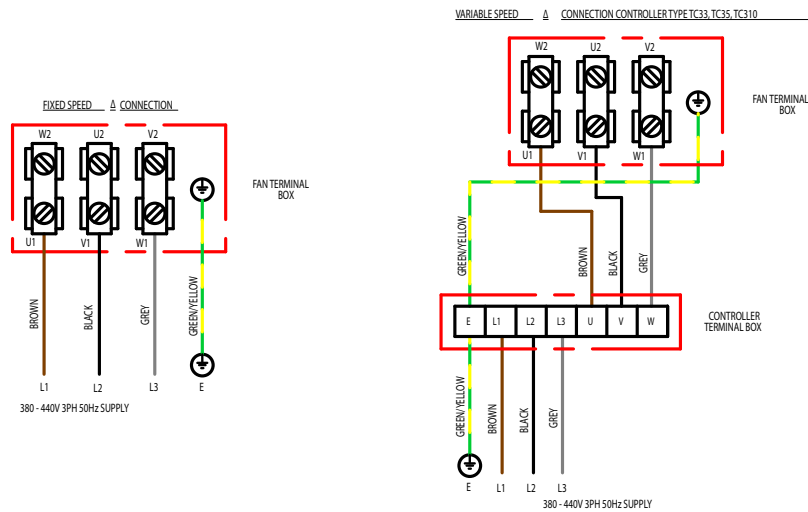 FIXED SPEED Δ CONNECTION
W2 U2 V2
U1 V1 W1
FAN TERMINAL
BOX
BROWN
BLACK
GREY
GREEN/YELLOW
L1 L2 L3 E
380 - 440V 3PH 50Hz SUPPLY
VARIABLE SPEED Δ CONNECTION CONTROLLER TYPE TC33, TC35, TC310
W2 U2 V2
U1 V1 W1
FAN TERMINAL
BOX
GREEN/YELLOW
BROWN
BLACK
GREY
E L1 L2 L3 U V W
CONTROLLER
TERMINAL BOX
GREEN/YELLOW
BROWN
BLACK
GREY
E L1 L2 L3
380 - 440V 3PH 50Hz SUPPLY